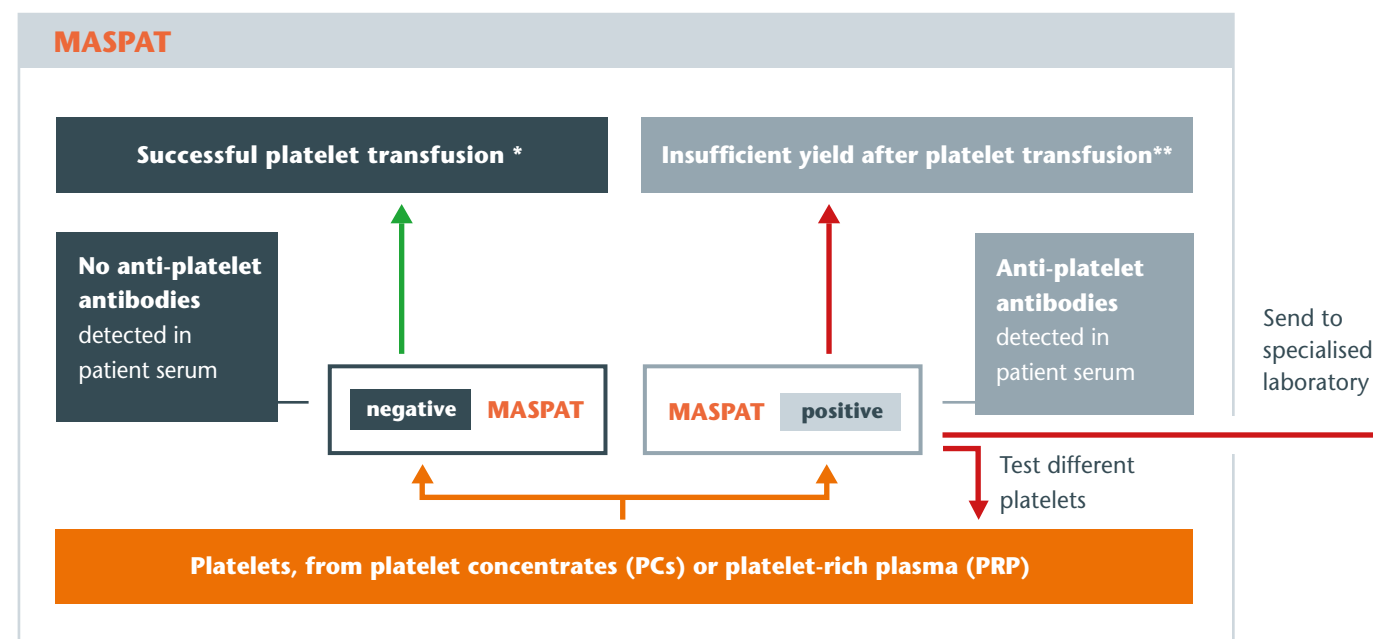 MASPAT
Successful platelet transfusion *
Insufficient yield after platelet transfusion**
No anti-platelet
antibodies
detected in
patient serum
Anti-platelet
antibodies
detected in
patient serum
Send to
specialised
laboratory
negative MASPAT
MASPAT positive
Test different
platelets
Platelets, from platelet concentrates (PCs) or platelet-rich plasma (PRP)